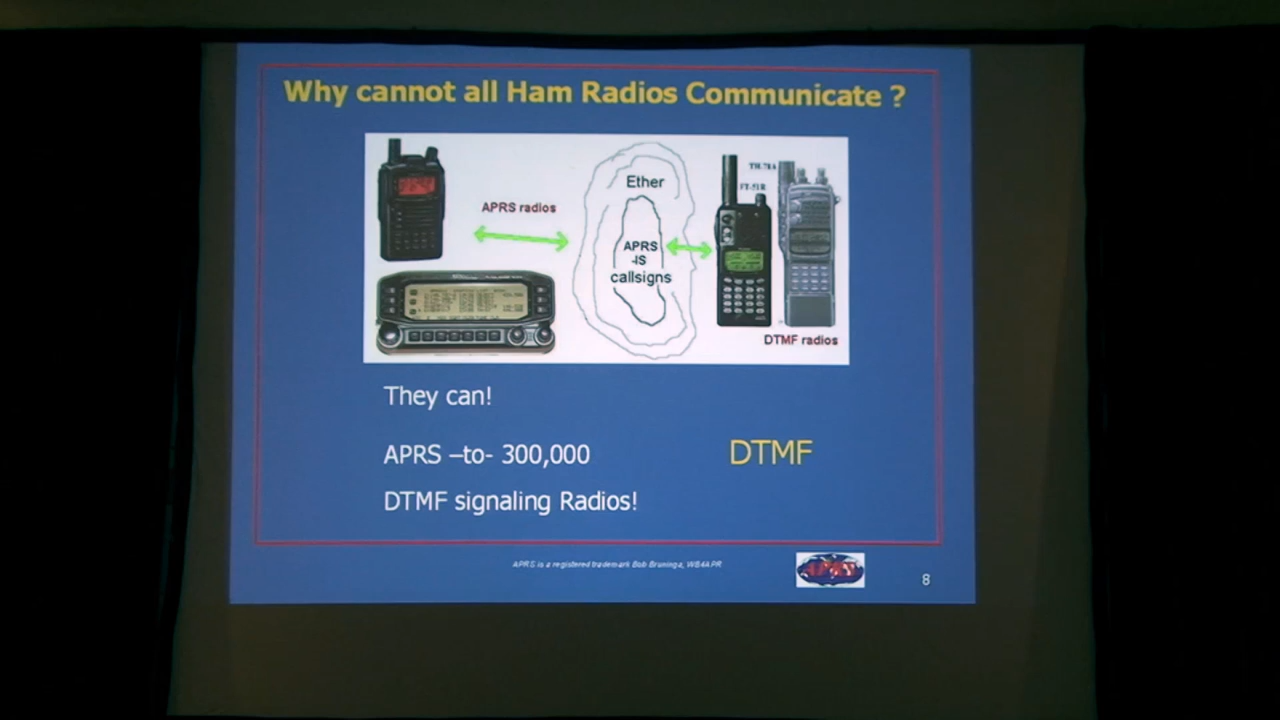 Why cannot all Ham Radios Communicate ?
Ether
TH-78A
FT-51R
APRS radios
APRS
-IS
callsigns
DTMF radios
They can!
APRS –to- 300,000
DTMF
DTMF signaling Radios!
APRS is a registered trademark Bob Bruninga, WB4APR
APRS
8